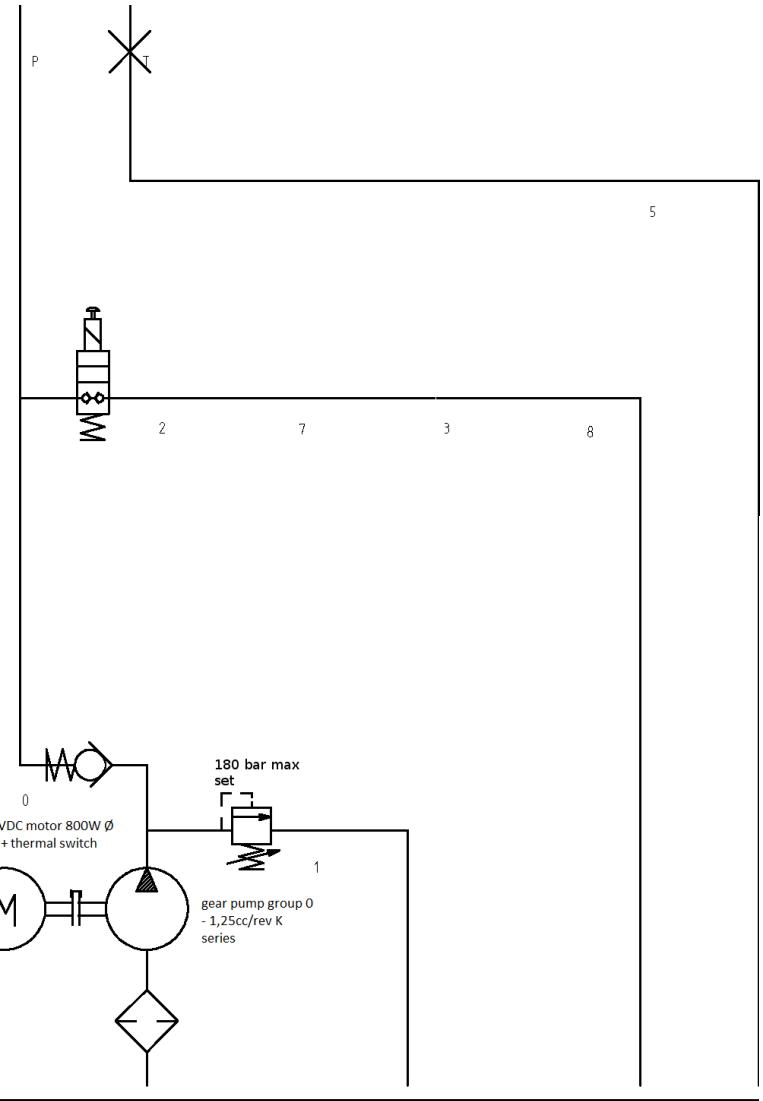 P
T
5
2 7 3 8
180 bar max
set
0
VDC motor 800W Ø
+ thermal switch
1
M
gear pump group 0
- 1,25cc/rev K
series